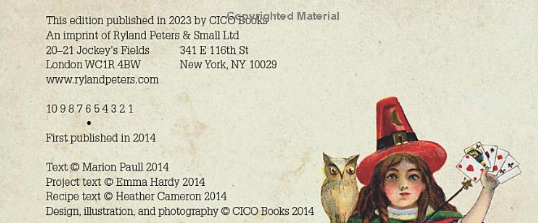 Copyrighted Material
This edition published in 2023 by CICO Books
An imprint of Ryland Peters & Small Ltd
20–21 Jockey's Fields 341 E 116th St
London WC1R 4BW New York, NY 10029
www.rylandpeters.com
10 9 8 7 6 5 4 3 2 1
First published in 2014
Text © Marion Paull 2014
Project text © Emma Hardy 2014
Recipe text © Heather Cameron 2014
Design, illustration, and photography © CICO Books 2014